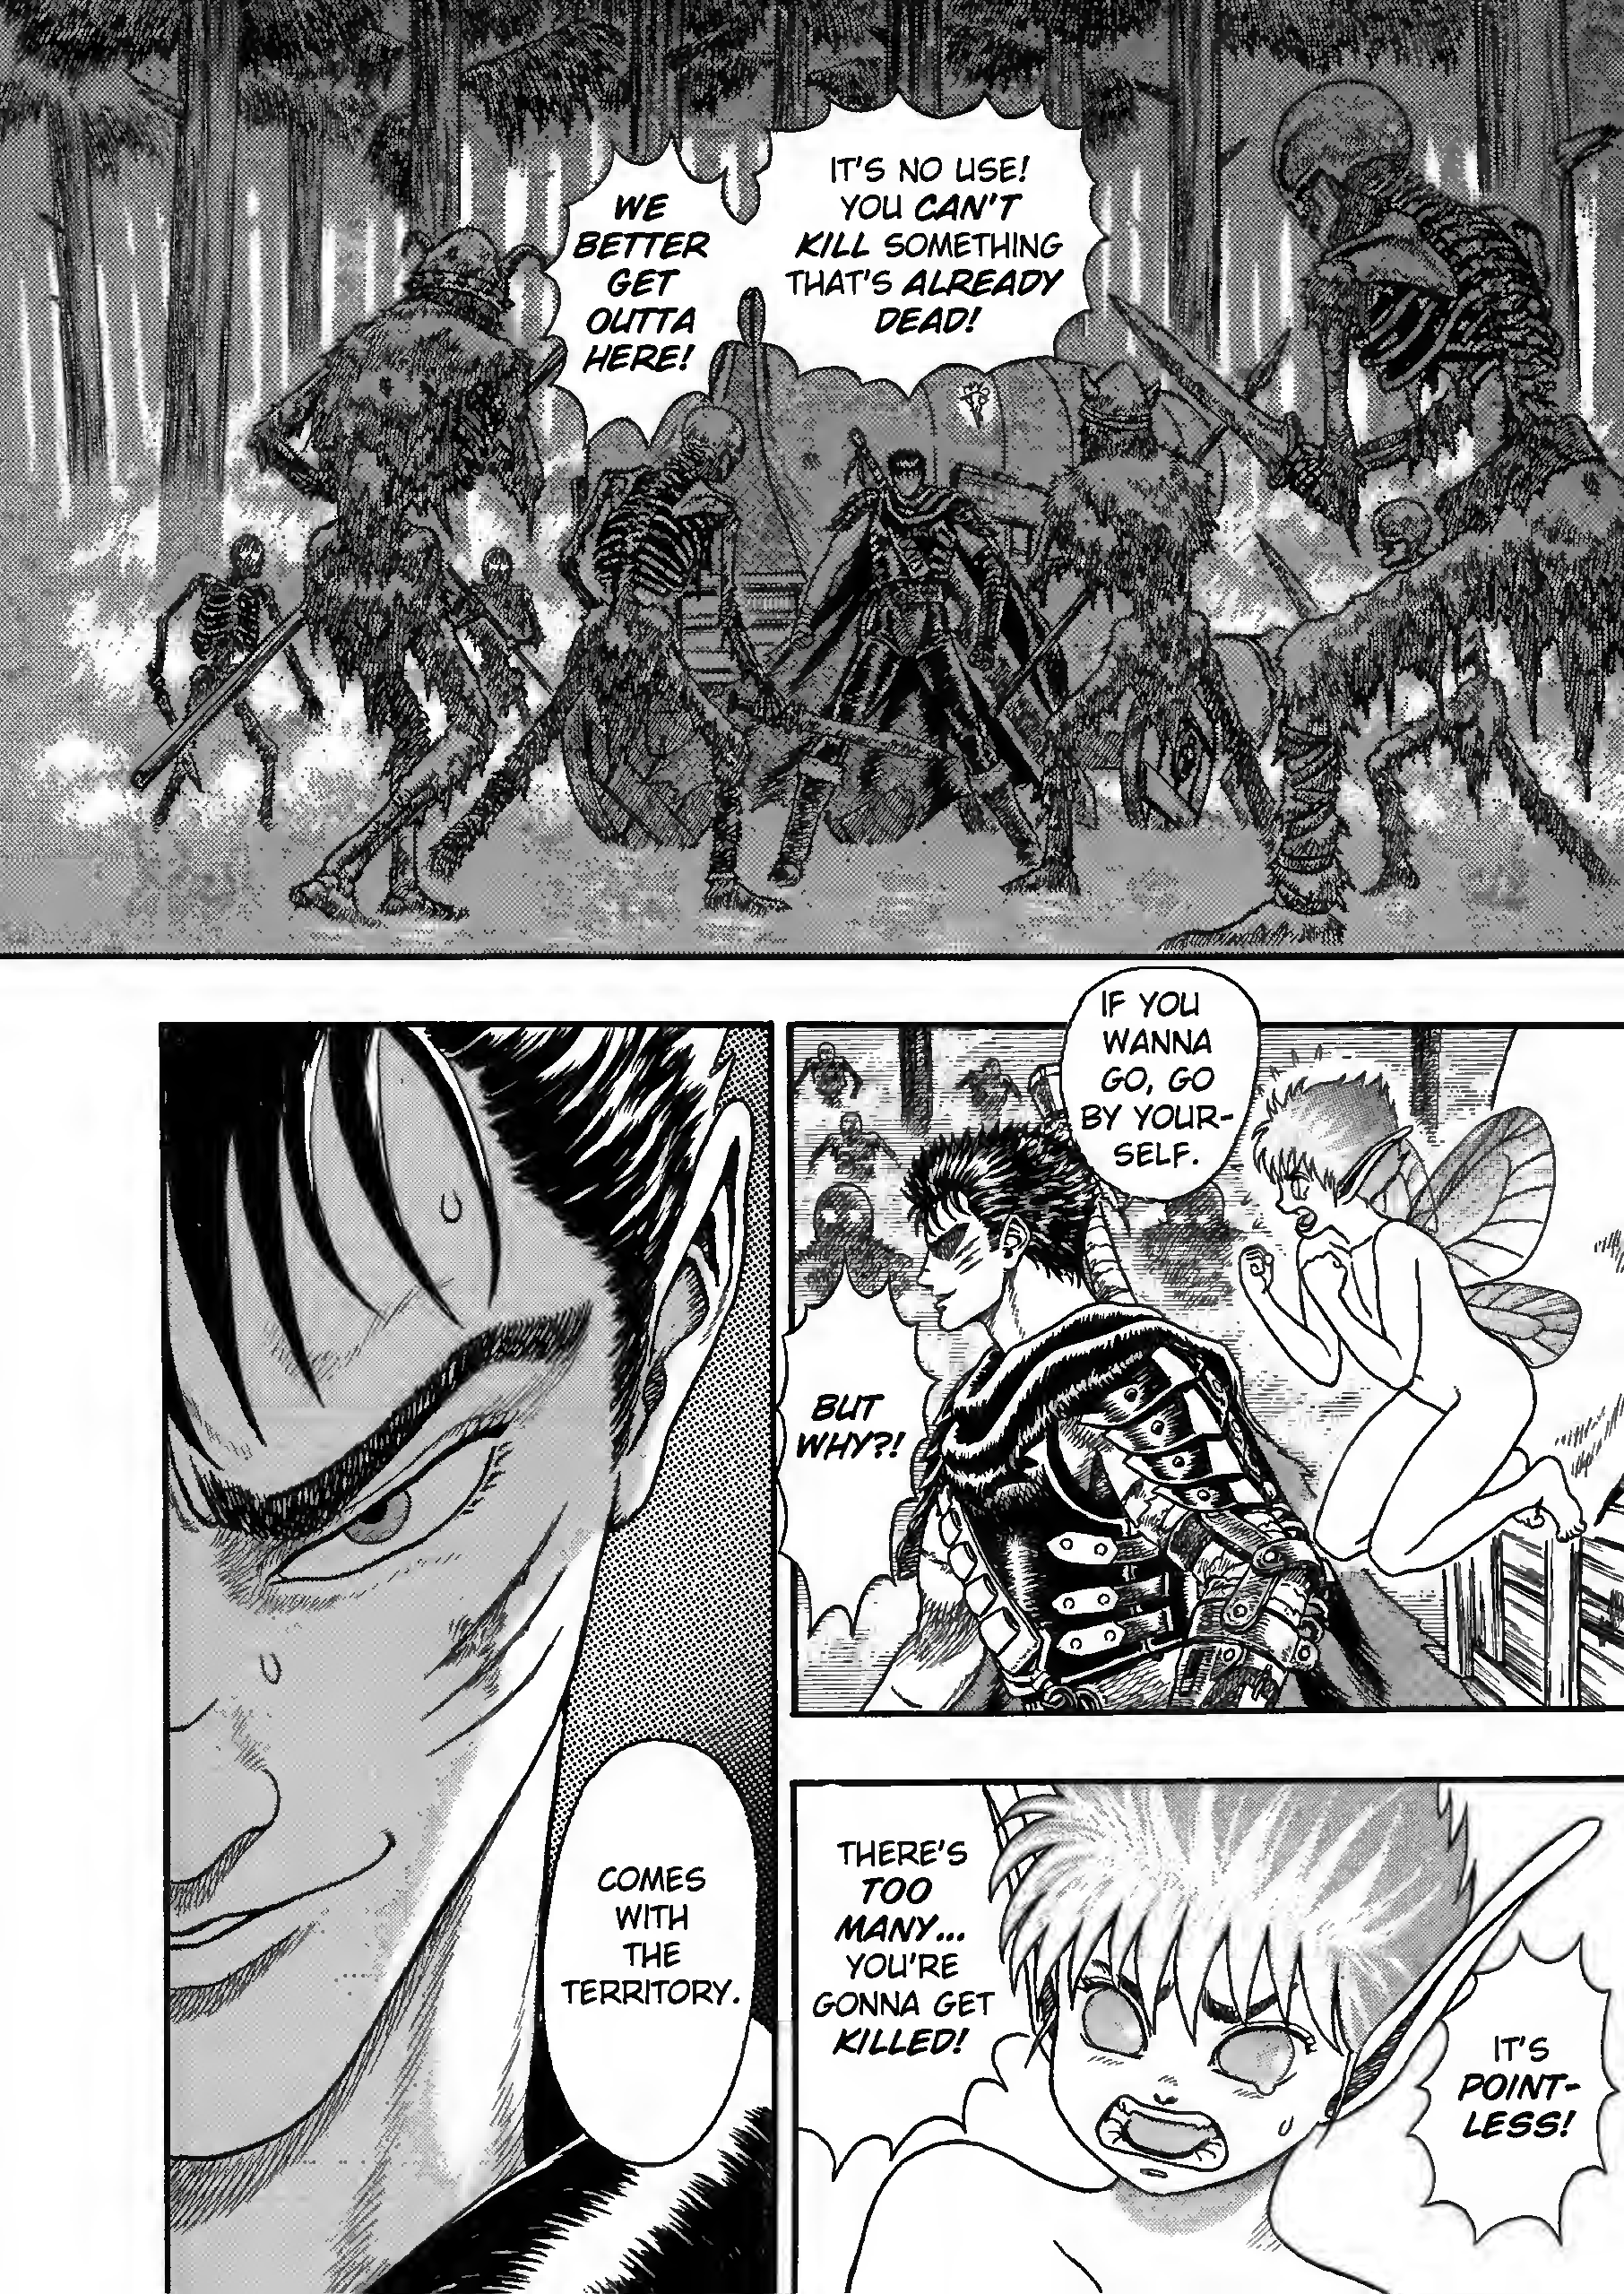 IT'S NO USE!
YOU CAN'T
KILL SOMETHING
THAT'S ALREADY
DEAD!
WE
BETTER
GET
OUTTA
HERE!
IF YOU
WANNA
GO, GO
BY YOUR-
SELF.
BUT
WHY?!
IT'S
POINT-
LESS!
THERE'S
TOO
MANY...
YOU'RE
GONNA GET
KILLED!
COMES
WITH
THE
TERRITORY.